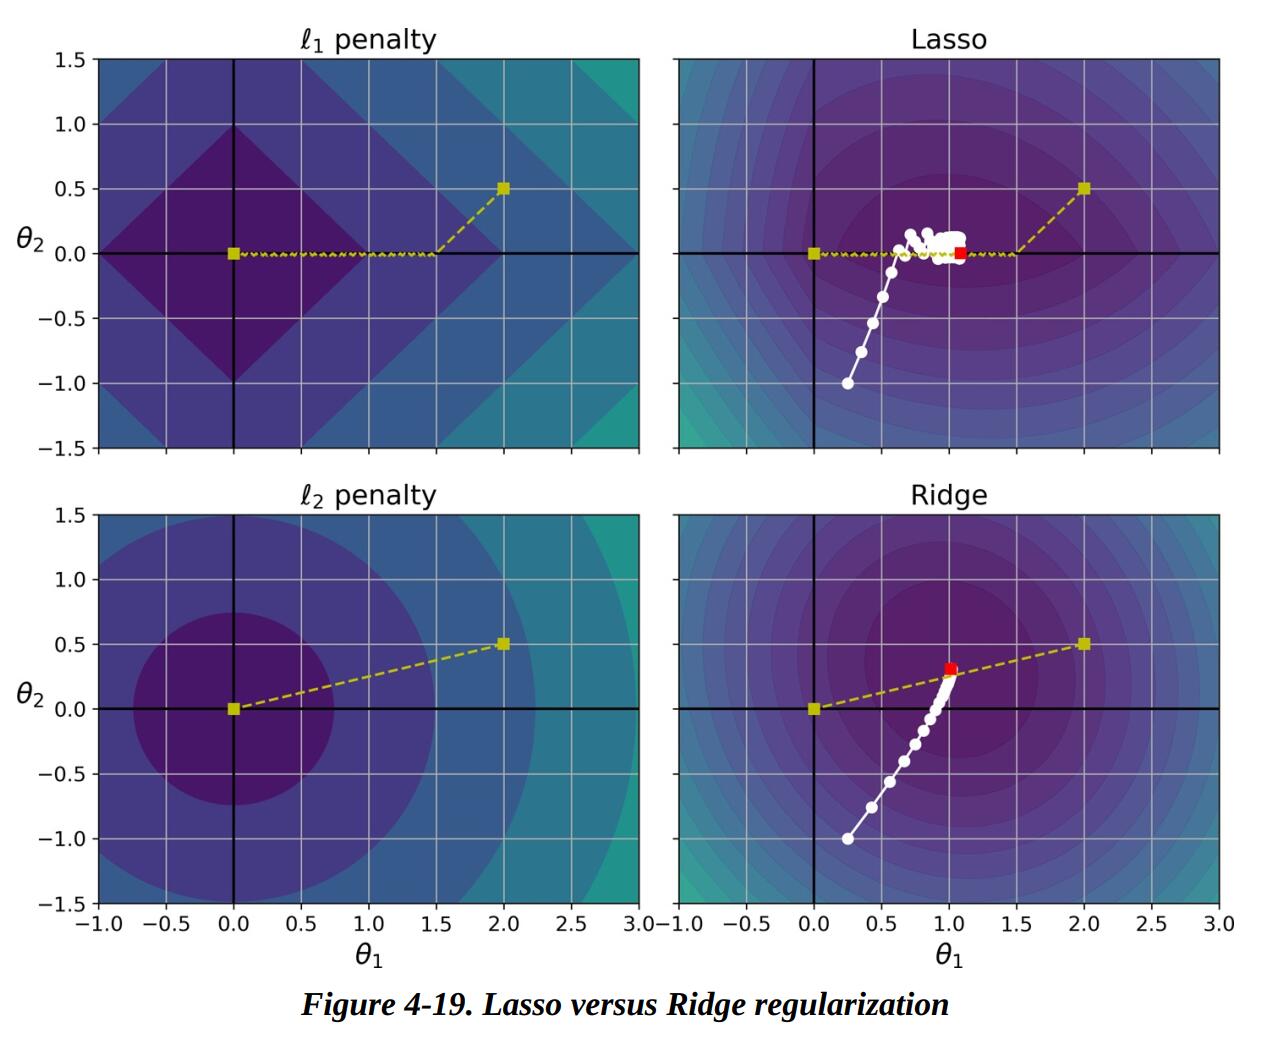 ℓ₁ penalty
Lasso
1.5
1.0
0.5
0.0
−0.5
−1.0
−1.5
θ₂
ℓ₂ penalty
Ridge
1.5
1.0
0.5
0.0
−0.5
−1.0
−1.5
θ₂
−1.0 −0.5 0.0 0.5 1.0 1.5 2.0 2.5 3.0
−1.0 −0.5 0.0 0.5 1.0 1.5 2.0 2.5 3.0
θ₁
θ₁
Figure 4-19. Lasso versus Ridge regularization